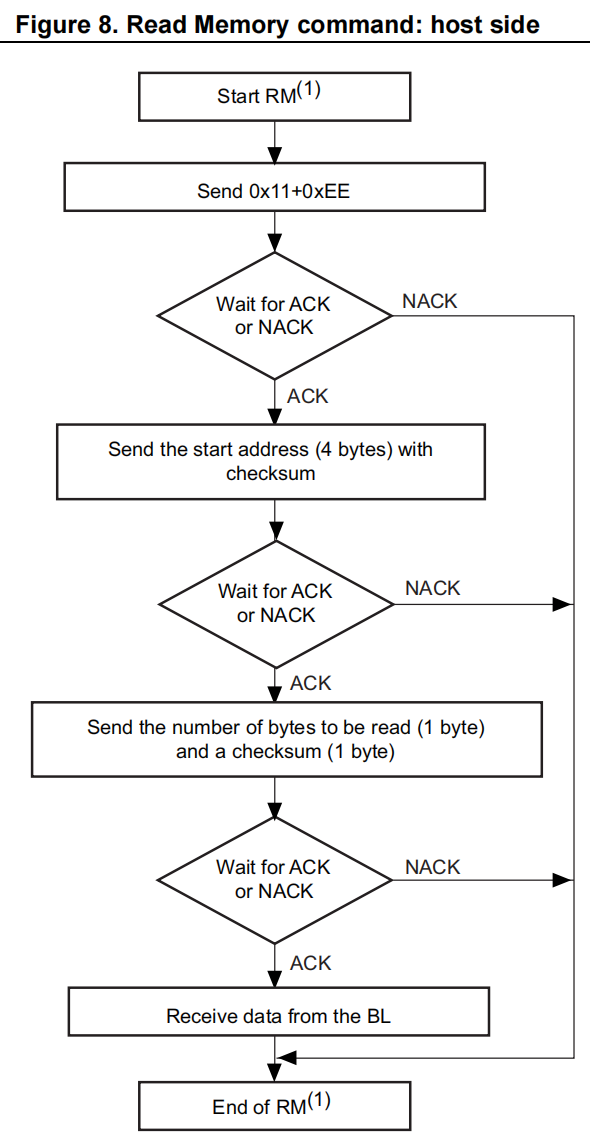 Figure 8. Read Memory command: host side
Start RM(1)
Send 0x11+0xEE
Wait for ACK
or NACK
NACK
ACK
Send the start address (4 bytes) with
checksum
Wait for ACK
or NACK
NACK
ACK
Send the number of bytes to be read (1 byte)
and a checksum (1 byte)
Wait for ACK
or NACK
NACK
ACK
Receive data from the BL
End of RM(1)